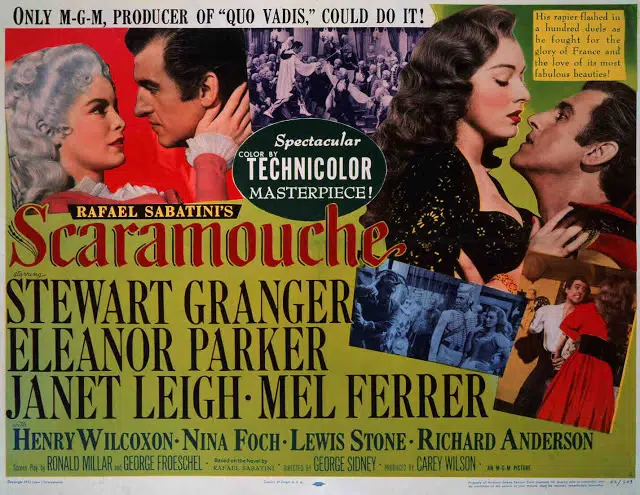 ONLY M-G-M, PRODUCER OF "QUO VADIS," COULD DO IT!
His rapier flashed in
a hundred duels as
he fought for the
glory of France and
the love of its most
fabulous beauties!
Spectacular
COLOR BY
TECHNICOLOR
MASTERPIECE!
RAFAEL SABATINI'S
Scaramouche
starring
STEWART GRANGER
ELEANOR PARKER
JANET LEIGH · MEL FERRER
with
HENRY WILCOXON · NINA FOCH · LEWIS STONE · RICHARD ANDERSON
Screen Play by RONALD MILLAR and GEORGE FROESCHEL · Based on the Novel by RAFAEL SABATINI · DIRECTED BY GEORGE SIDNEY · PRODUCED BY CAREY WILSON AN M-G-M PICTURE
Country of Origin U.S.A.